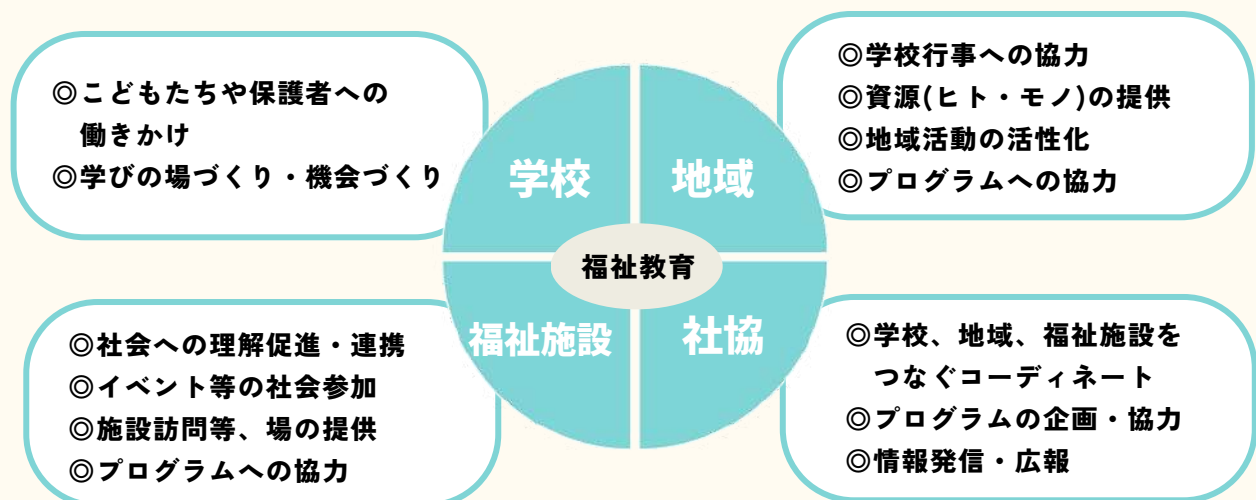 ◎こどもたちや保護者への
働きかけ
◎学びの場づくり・機会づくり
学校
地域
◎学校行事への協力
◎資源(ヒト・モノ)の提供
◎地域活動の活性化
◎プログラムへの協力
福祉教育
◎社会への理解促進・連携
◎イベント等の社会参加
◎施設訪問等、場の提供
◎プログラムへの協力
福祉施設
社協
◎学校、地域、福祉施設を
つなぐコーディネート
◎プログラムの企画・協力
◎情報発信・広報